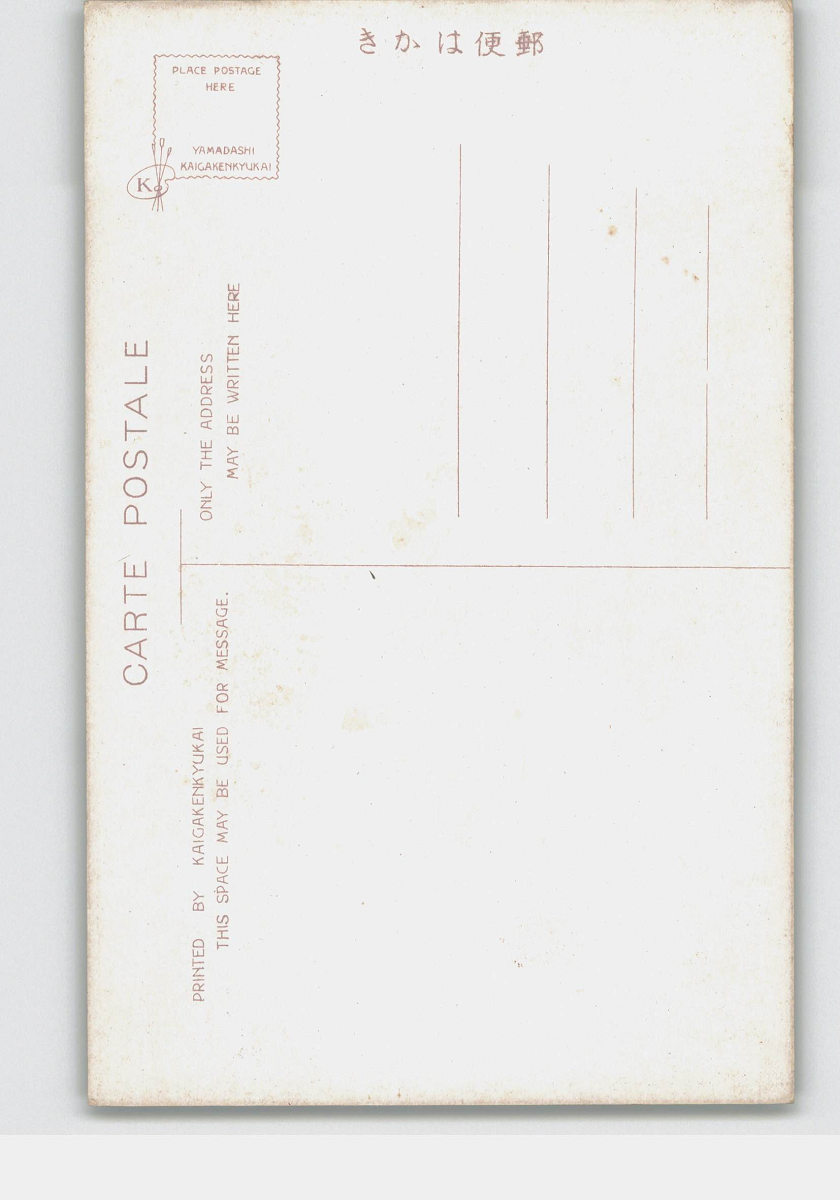 きかは便郵
PLACE POSTAGE
HERE
YAMADASHI
KAIGAKENKYUKAI
K
CARTE POSTALE
ONLY THE ADDRESS
MAY BE WRITTEN HERE
PRINTED BY KAIGAKENKYUKAI
THIS SPACE MAY BE USED FOR MESSAGE.